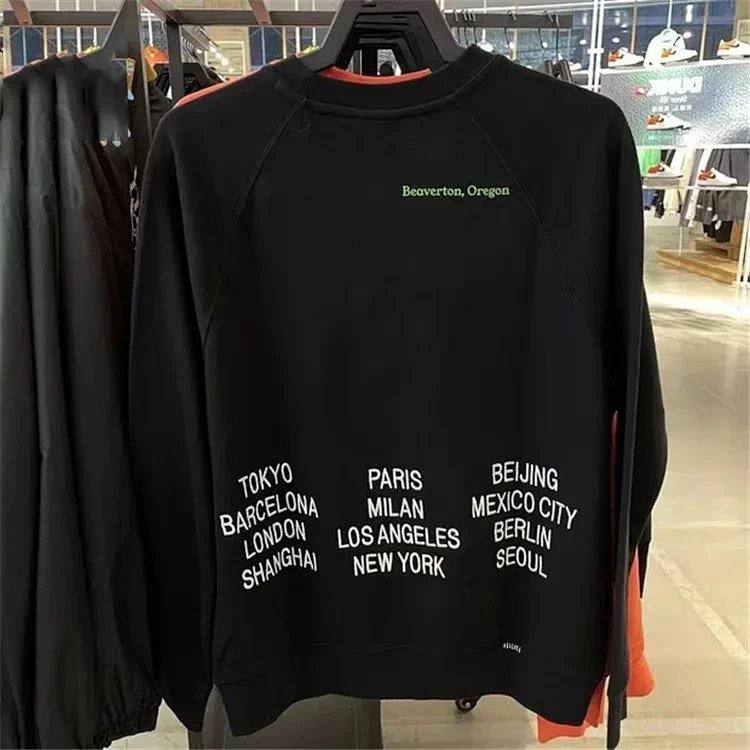 Beaverton, Oregon
TOKYO
BARCELONA
LONDON
SHANGHAI
PARIS
MILAN
LOS ANGELES
NEW YORK
BEIJING
MEXICO CITY
BERLIN
SEOUL